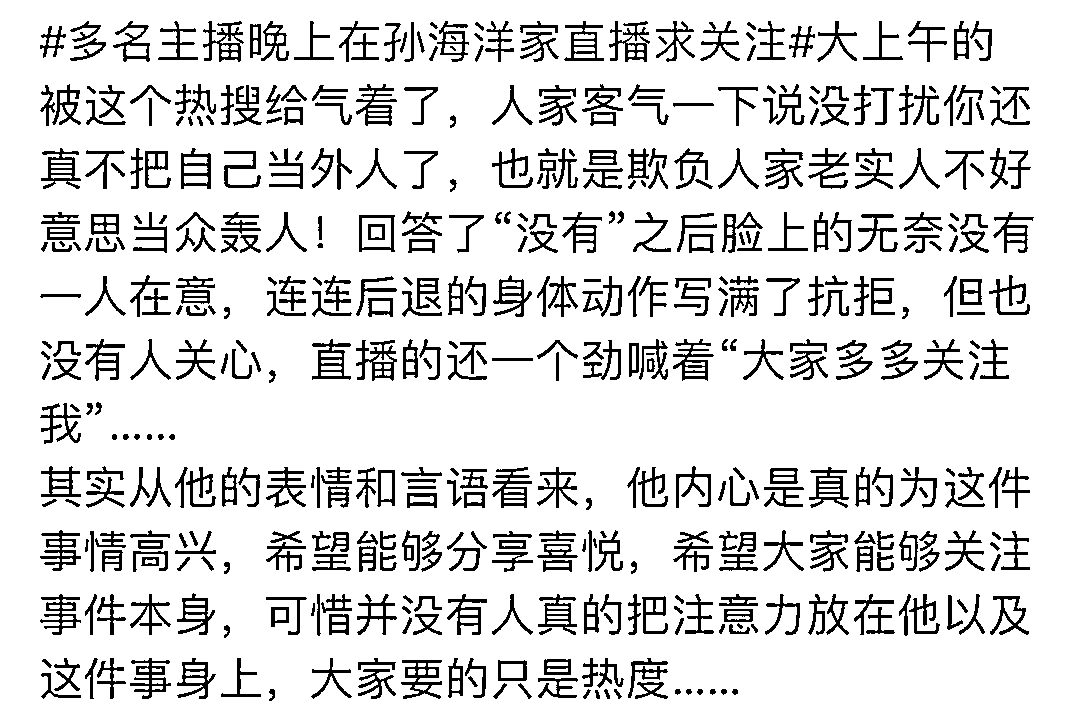 #多名主播晚上在孙海洋家直播求关注#大上午的
被这个热搜给气着了，人家客气一下说没打扰你还
真不把自己当外人了，也就是欺负人家老实人不好
意思当众轰人！回答了“没有”之后脸上的无奈没有
一人在意，连连后退的身体动作写满了抗拒，但也
没有人关心，直播的还一个劲喊着“大家多多关注
我”……
其实从他的表情和言语看来，他内心是真的为这件
事情高兴，希望能够分享喜悦，希望大家能够关注
事件本身，可惜并没有人真的把注意力放在他以及
这件事身上，大家要的只是热度……